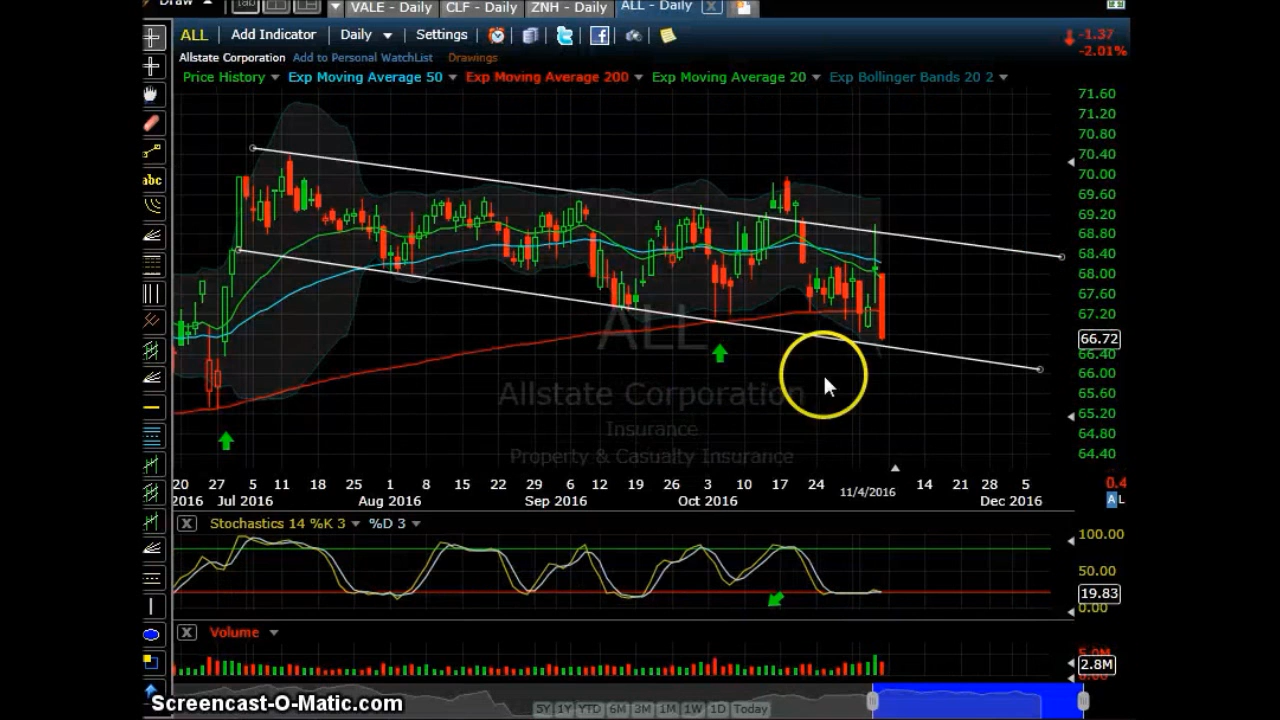 Draw Tab VALE - Daily CLF - Daily ZNH - Daily ALL - Daily X
ALL Add Indicator Daily Settings -1.37
-2.01%
Allstate Corporation Add to Personal WatchList Drawings
Price History Exp Moving Average 50 Exp Moving Average 200 Exp Moving Average 20 Exp Bollinger Bands 20 2
71.60
71.20
70.80
70.40
70.00
69.60
69.20
68.80
68.40
68.00
67.60
67.20
66.72
66.40
66.00
65.60
65.20
64.80
64.40
abc
ALL
Allstate Corporation
Insurance
Property & Casualty Insurance
20 27 5 11 18 25 1 8 15 22 29 6 12 19 26 3 10 17 24 11/4/2016 14 21 28 5 0.4
2016 Jul 2016 Aug 2016 Sep 2016 Oct 2016 Dec 2016 A L
X Stochastics 14 %K 3 %D 3
100.00
50.00
19.83
0.00
X Volume
5.0M
2.8M
Screencast-O-Matic.com
5Y 1Y YTD 6M 3M 1M 1W 1D Today